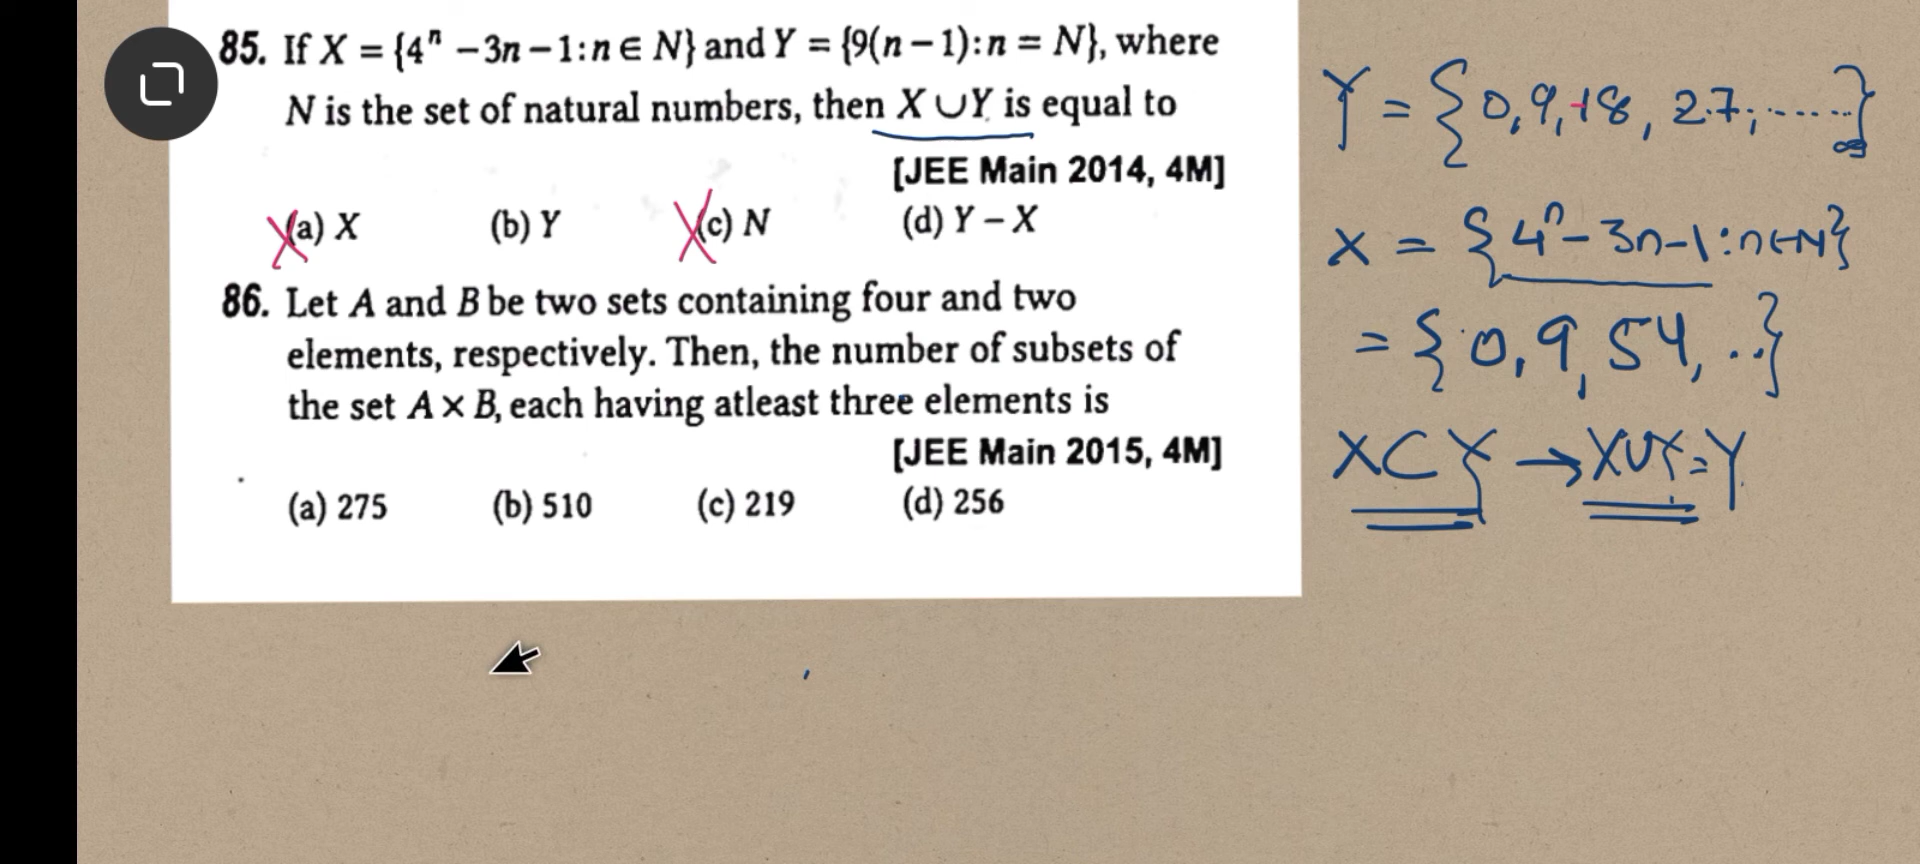 85. If X = {4ⁿ – 3n – 1 : n ∈ N} and Y = {9(n – 1) : n = N}, where
N is the set of natural numbers, then X ∪ Y is equal to
[JEE Main 2014, 4M]
(a) X (b) Y (c) N (d) Y – X
86. Let A and B be two sets containing four and two
elements, respectively. Then, the number of subsets of
the set A × B, each having atleast three elements is
[JEE Main 2015, 4M]
(a) 275 (b) 510 (c) 219 (d) 256
Y = {0, 9, 18, 27, ...... ∞}
X = {4ⁿ – 3n – 1 : n ∈ N}
= {0, 9, 54, ..}
X ⊂ Y → X ∪ Y = Y